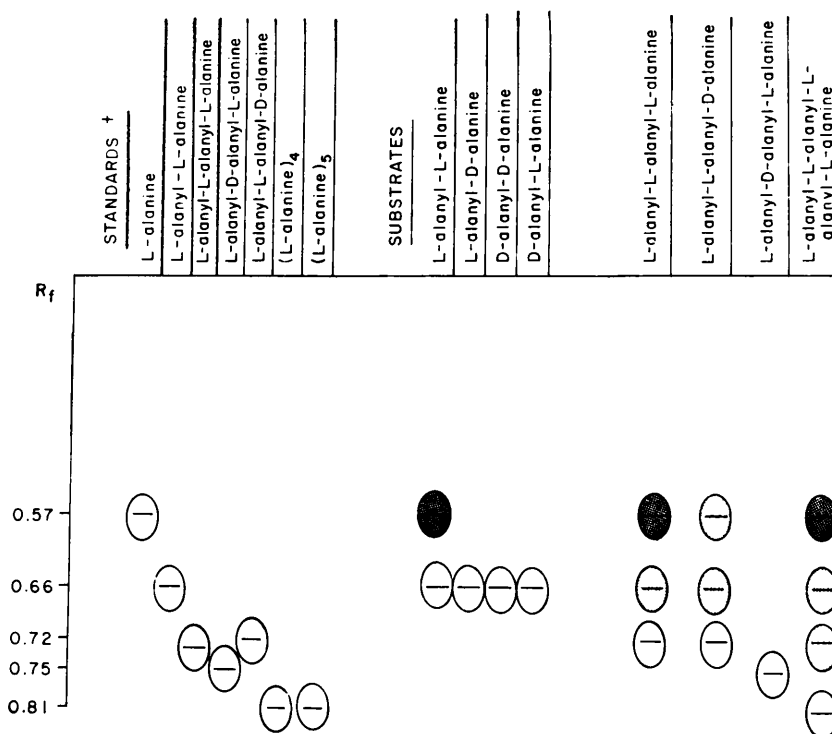 STANDARDS +
L-alanine
L-alanyl-L-alanine
L-alanyl-L-alanyl-L-alanine
L-alanyl-D-alanyl-L-alanine
L-alanyl-L-alanyl-D-alanine
(L-alanine)4
(L-alanine)5
SUBSTRATES
L-alanyl-L-alanine
L-alanyl-D-alanine
D-alanyl-D-alanine
D-alanyl-L-alanine
L-alanyl-L-alanyl-L-alanine
L-alanyl-L-alanyl-D-alanine
L-alanyl-D-alanyl-L-alanine
L-alanyl-L-alanyl-L-
alanyl-L-alanine
Rf
0.57
0.66
0.72
0.75
0.81